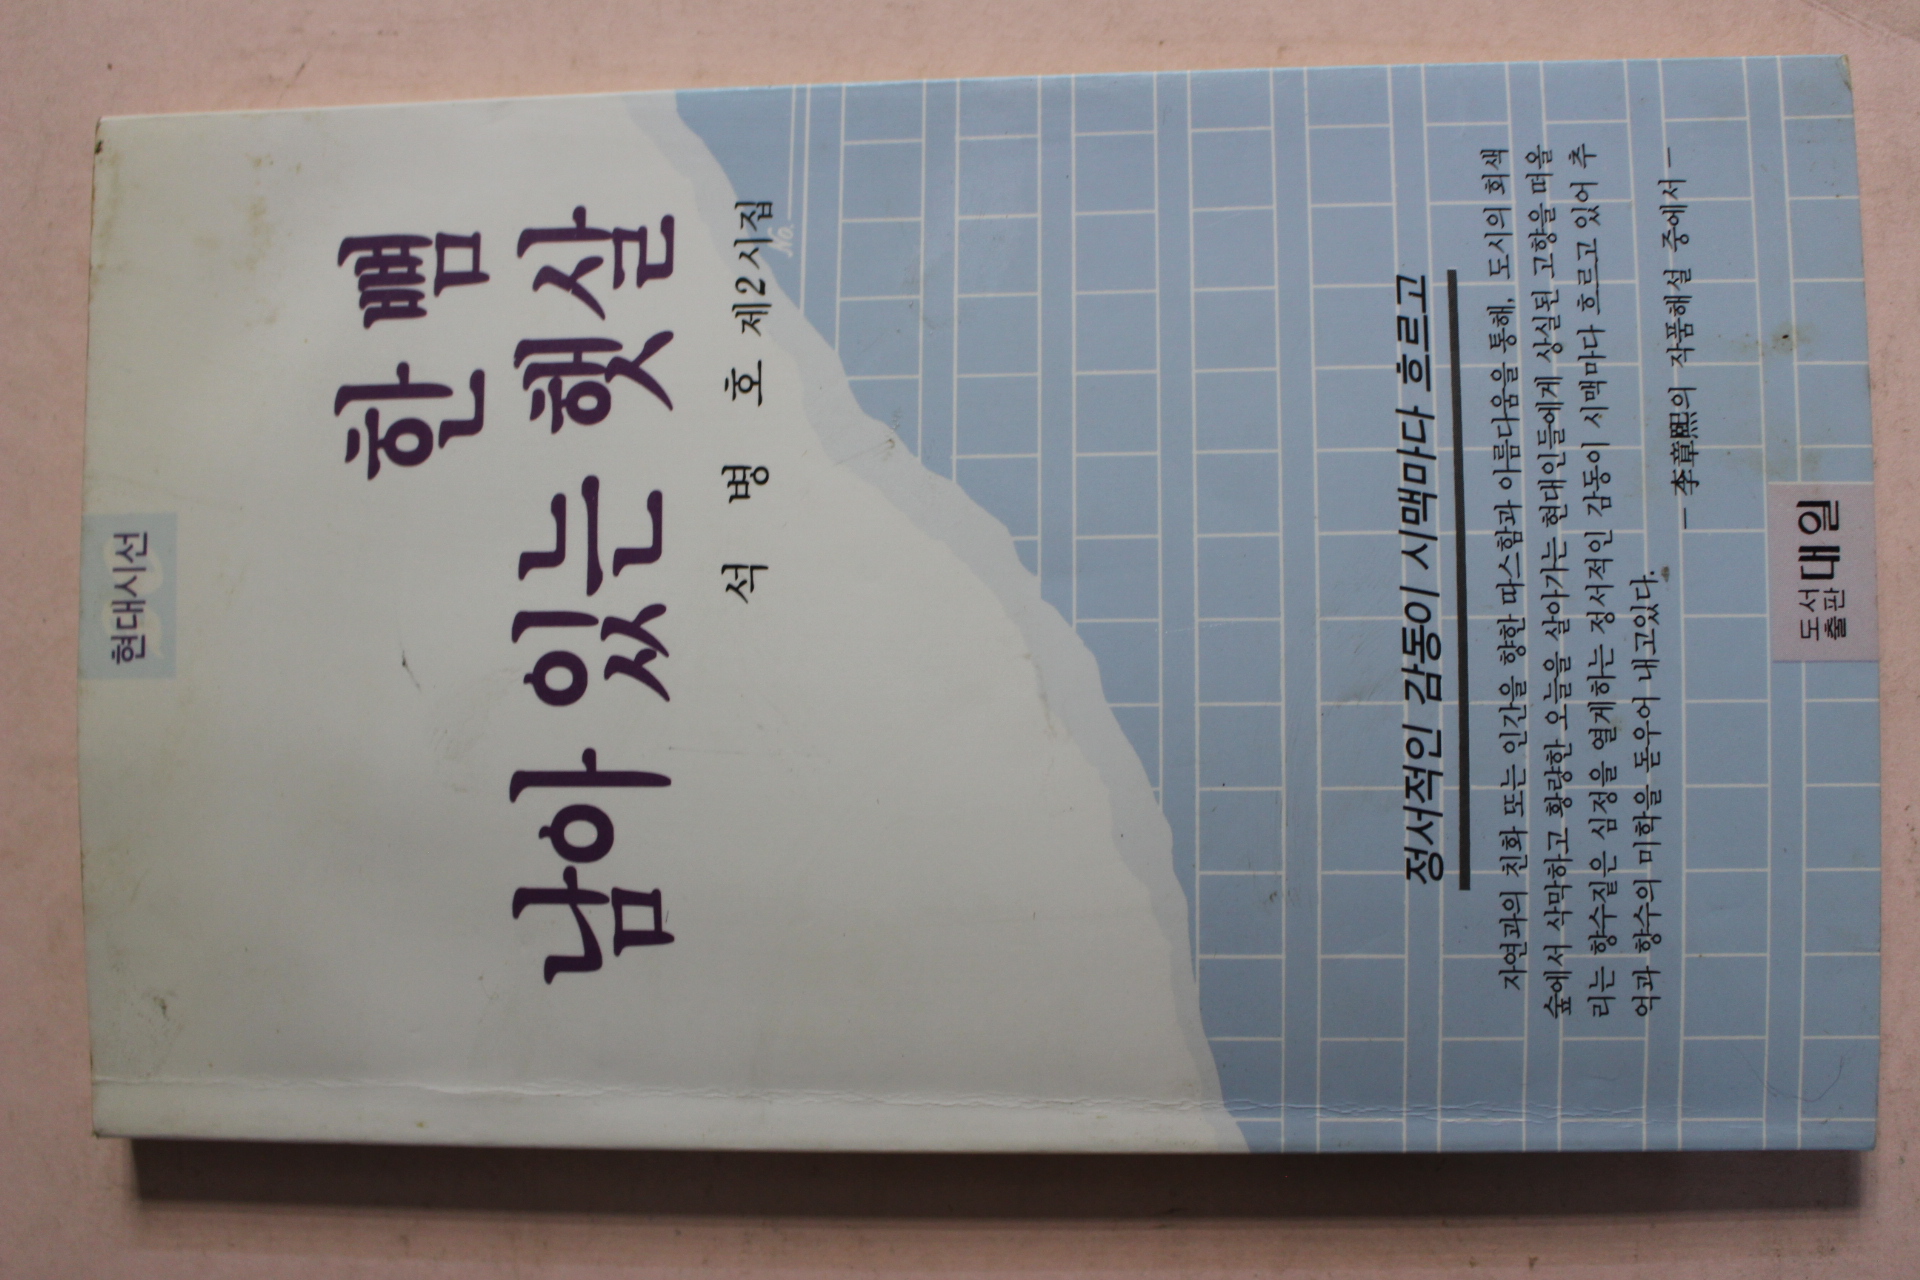 현대시선
한 뼘
남아 있는 햇살
석 병 호 제2시집
No.
정서적인 감동이 시맥마다 흐르고
자연과의 친화 또는 인간을 향한 따스함과 아름다움을 통해, 도시의 회색
숲에서 삭막하고 황량한 오늘을 살아가는 현대인들에게 상실된 고향을 떠올
리는 향수짙은 심정을 열게하는 정서적인 감동이 시맥마다 흐르고 있어 추
억과 향수의 미학을 돋우어 내고있다.
─ 李章熙의 작품해설 중에서 ─
도서
출판 대일